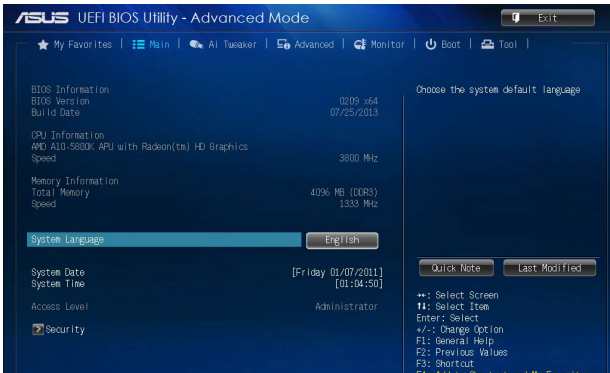 ASUS UEFI BIOS Utility - Advanced Mode
Exit
My Favorites | Main | Ai Tweaker | Advanced | Monitor | Boot | Tool |
BIOS Information
BIOS Version 0209 x64
Build Date 07/25/2013
CPU Information
AMD A10-5800K APU with Radeon(tm) HD Graphics
Speed 3800 MHz
Memory Information
Total Memory 4096 MB (DDR3)
Speed 1333 MHz
System Language English
System Date [Friday 01/07/2011]
System Time [01:04:50]
Access Level Administrator
Security
Choose the system default language
Quick Note Last Modified
→←: Select Screen
↑↓: Select Item
Enter: Select
+/-: Change Option
F1: General Help
F2: Previous Values
F3: Shortcut